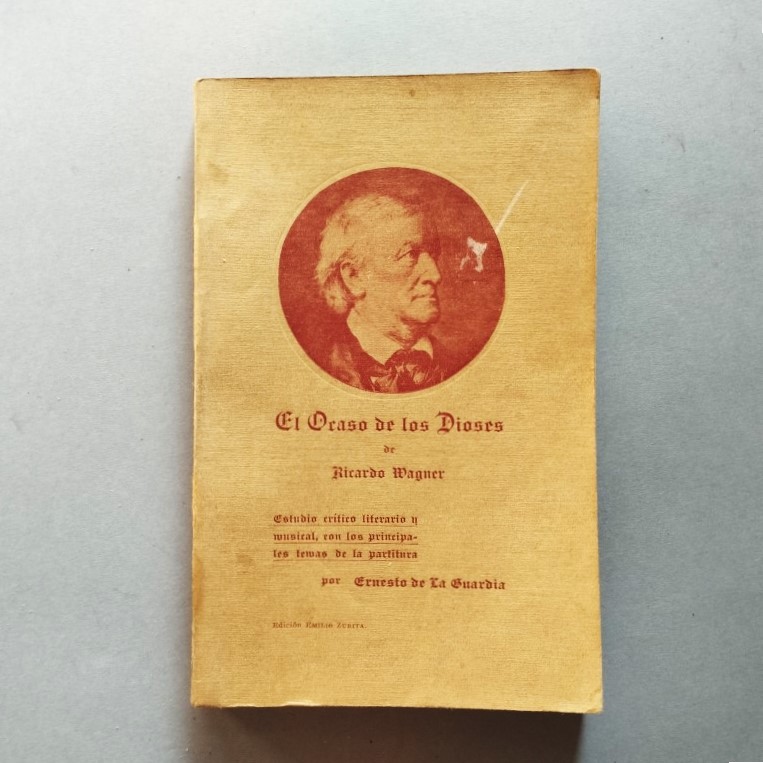 El Ocaso de los Dioses
de
Ricardo Wagner
Estudio crítico literario y
musical, con los principa-
les temas de la partitura
por Ernesto de La Guardia
Edición Emilio Zurita.